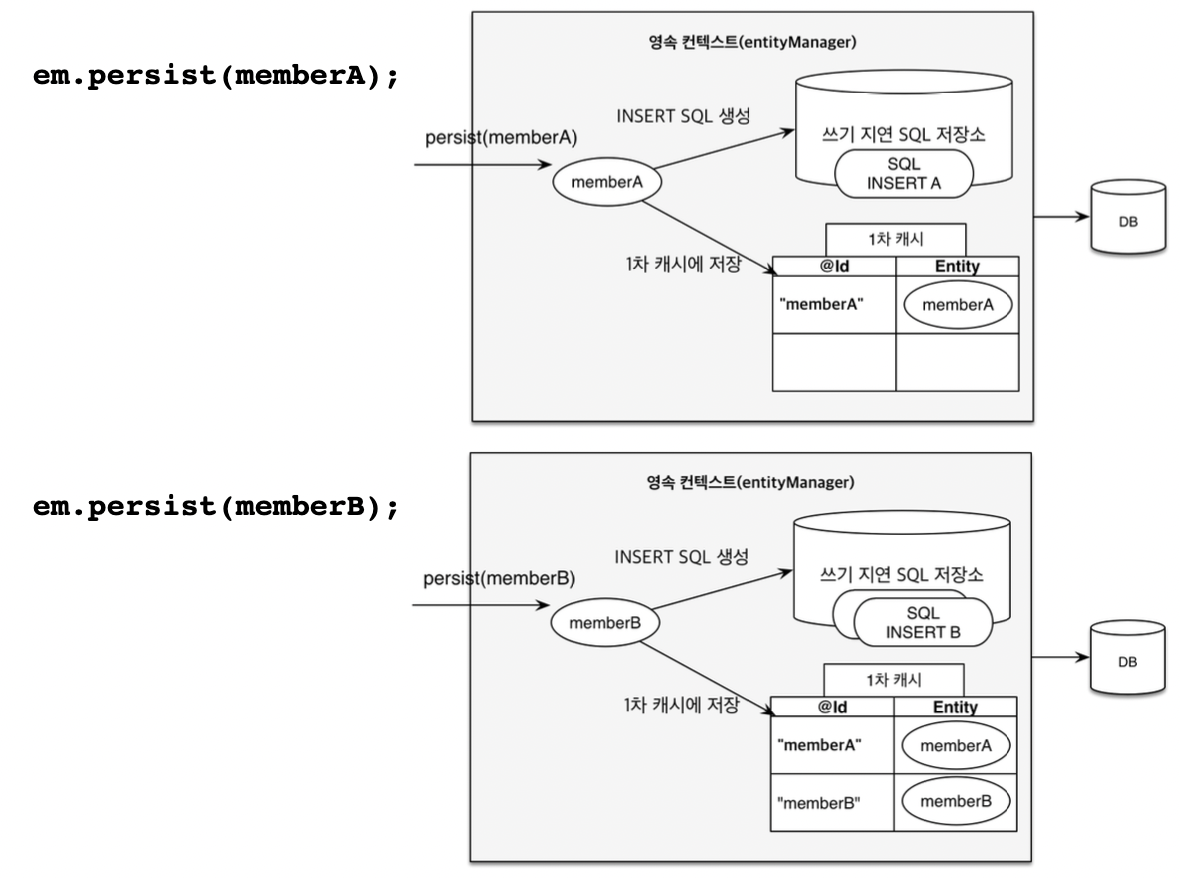 영속 컨텍스트(entityManager)
em.persist(memberA);
INSERT SQL 생성
persist(memberA)
쓰기 지연 SQL 저장소
SQL
INSERT A
memberA
DB
1차 캐시
1차 캐시에 저장
@Id Entity
"memberA" memberA
영속 컨텍스트(entityManager)
em.persist(memberB);
INSERT SQL 생성
persist(memberB)
쓰기 지연 SQL 저장소
SQL
INSERT B
memberB
DB
1차 캐시
1차 캐시에 저장
@Id Entity
"memberA" memberA
"memberB" memberB